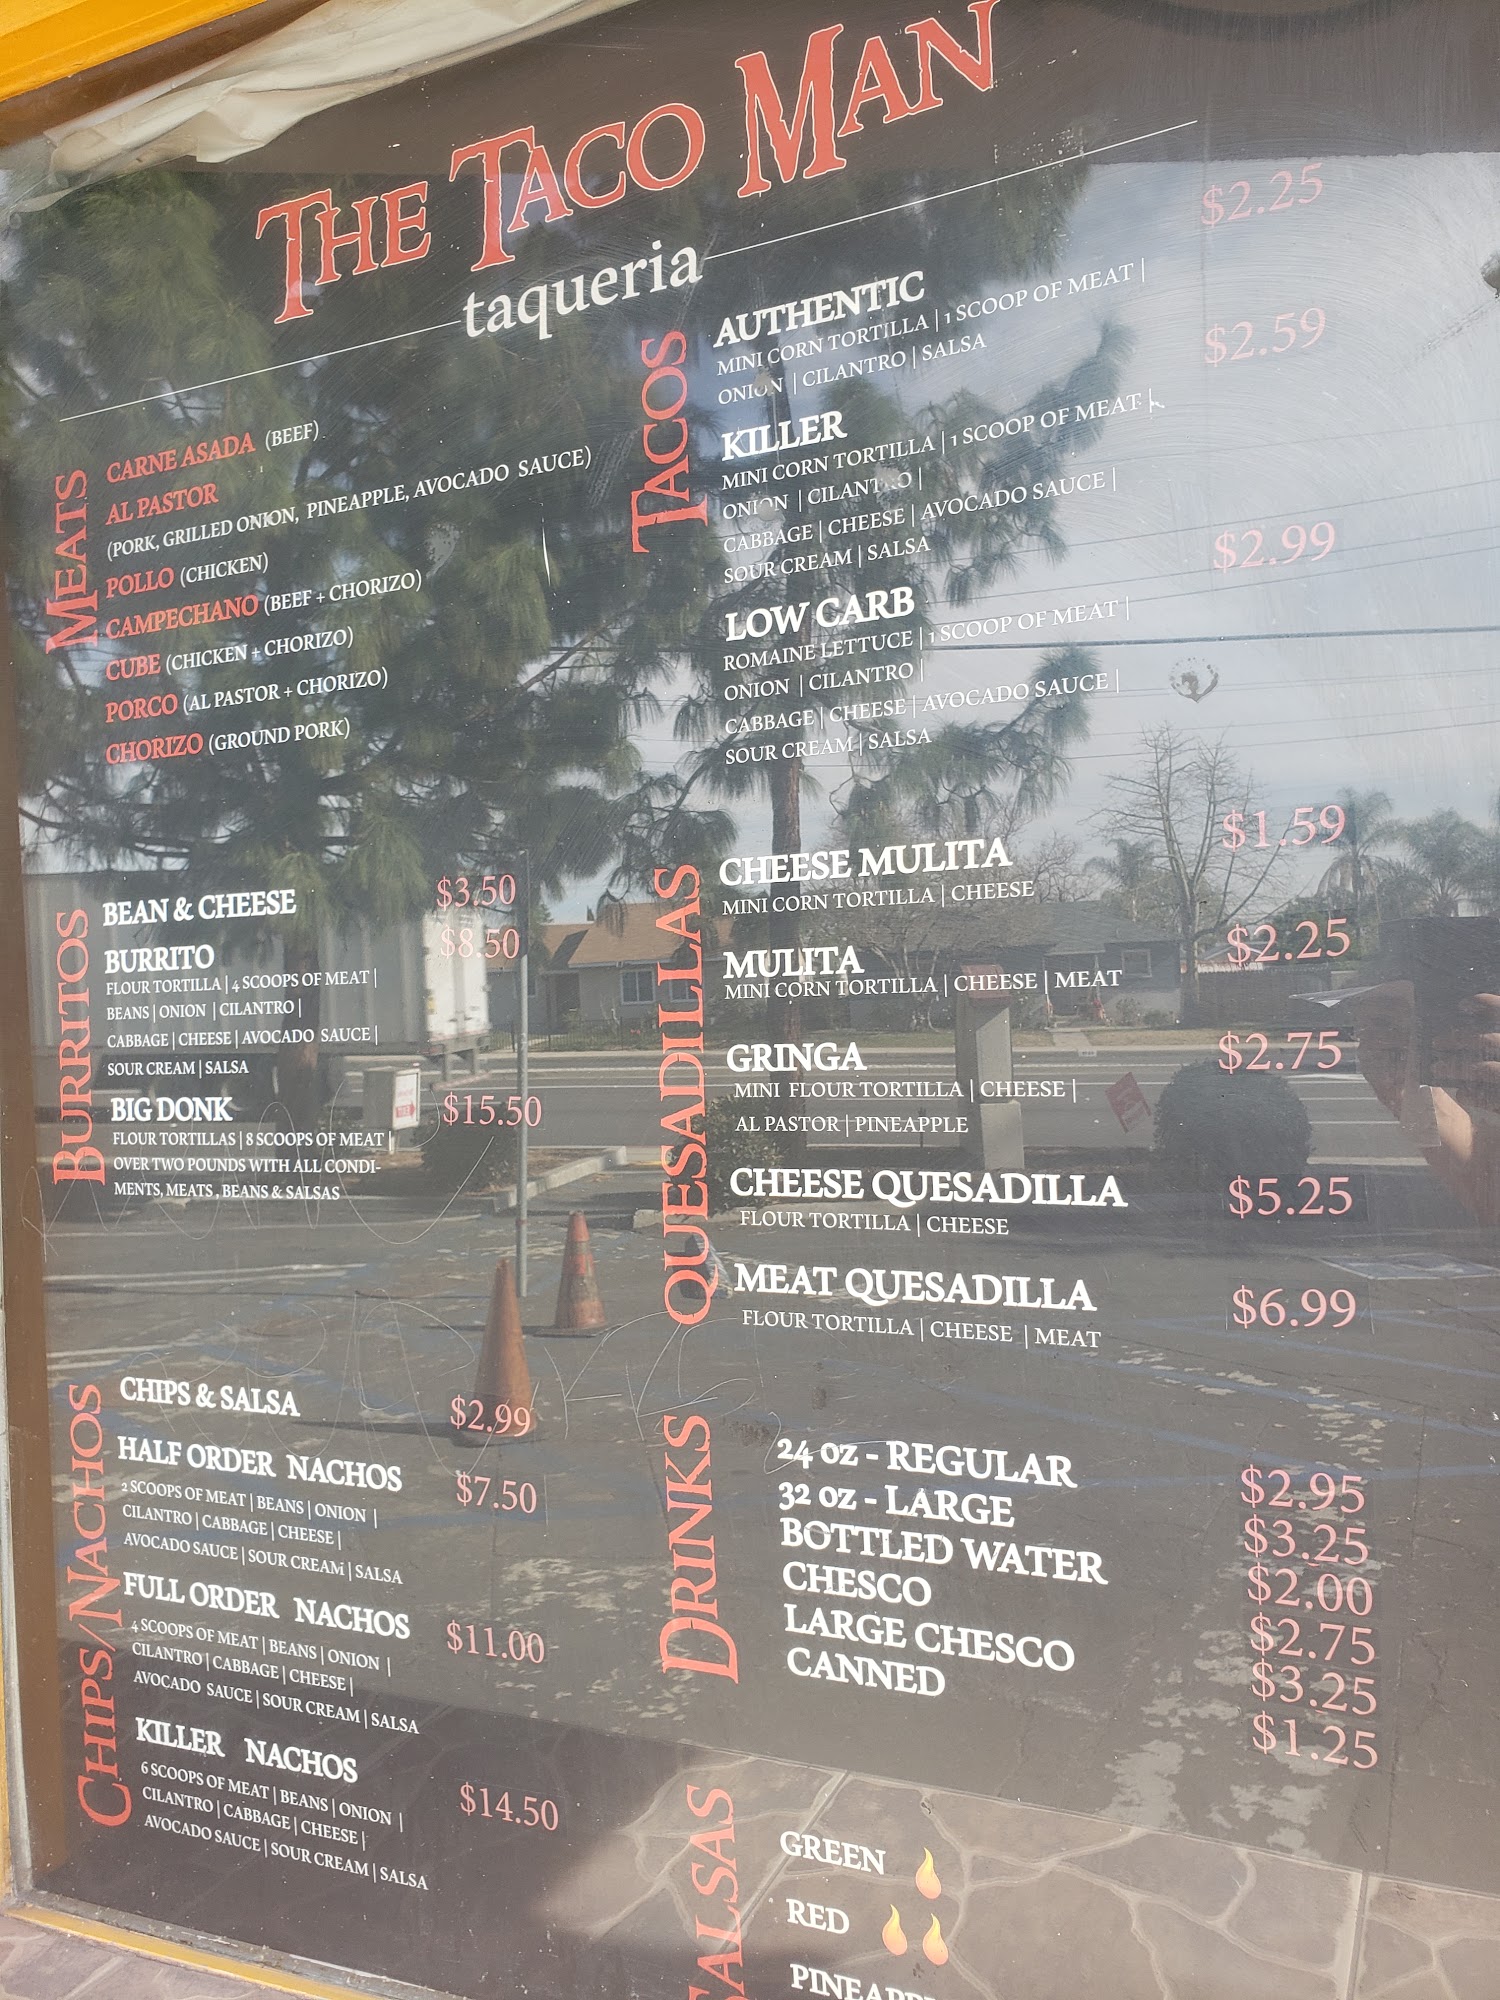 THE TACO MAN
taqueria
MEATS
CARNE ASADA (BEEF)
AL PASTOR
(PORK, GRILLED ONION, PINEAPPLE, AVOCADO SAUCE)
POLLO (CHICKEN)
CAMPECHANO (BEEF + CHORIZO)
CUBE (CHICKEN + CHORIZO)
PORCO (AL PASTOR + CHORIZO)
CHORIZO (GROUND PORK)
BURRITOS
BEAN & CHEESE $3.50
BURRITO $8.50
FLOUR TORTILLA | 4 SCOOPS OF MEAT |
BEANS | ONION | CILANTRO |
CABBAGE | CHEESE | AVOCADO SAUCE |
SOUR CREAM | SALSA
BIG DONK $15.50
FLOUR TORTILLAS | 8 SCOOPS OF MEAT |
OVER TWO POUNDS WITH ALL CONDI-
MENTS, MEATS , BEANS & SALSAS
CHIPS/NACHOS
CHIPS & SALSA $2.99
HALF ORDER NACHOS $7.50
2 SCOOPS OF MEAT | BEANS | ONION |
CILANTRO | CABBAGE | CHEESE |
AVOCADO SAUCE | SOUR CREAM | SALSA
FULL ORDER NACHOS $11.00
4 SCOOPS OF MEAT | BEANS | ONION |
CILANTRO | CABBAGE | CHEESE |
AVOCADO SAUCE | SOUR CREAM | SALSA
KILLER NACHOS $14.50
6 SCOOPS OF MEAT | BEANS | ONION |
CILANTRO | CABBAGE | CHEESE |
AVOCADO SAUCE | SOUR CREAM | SALSA
TACOS
AUTHENTIC $2.25
MINI CORN TORTILLA | 1 SCOOP OF MEAT |
ONION | CILANTRO | SALSA
KILLER $2.59
MINI CORN TORTILLA | 1 SCOOP OF MEAT |
ONION | CILANTRO |
CABBAGE | CHEESE | AVOCADO SAUCE |
SOUR CREAM | SALSA
LOW CARB $2.99
ROMAINE LETTUCE | 1 SCOOP OF MEAT |
ONION | CILANTRO |
CABBAGE | CHEESE | AVOCADO SAUCE |
SOUR CREAM | SALSA
QUESADILLAS
CHEESE MULITA $1.59
MINI CORN TORTILLA | CHEESE
MULITA $2.25
MINI CORN TORTILLA | CHEESE | MEAT
GRINGA $2.75
MINI FLOUR TORTILLA | CHEESE |
AL PASTOR | PINEAPPLE
CHEESE QUESADILLA $5.25
FLOUR TORTILLA | CHEESE
MEAT QUESADILLA $6.99
FLOUR TORTILLA | CHEESE | MEAT
DRINKS
24 oz - REGULAR $2.95
32 oz - LARGE $3.25
BOTTLED WATER $2.00
CHESCO $2.75
LARGE CHESCO $3.25
CANNED $1.25
SALSAS
GREEN
RED